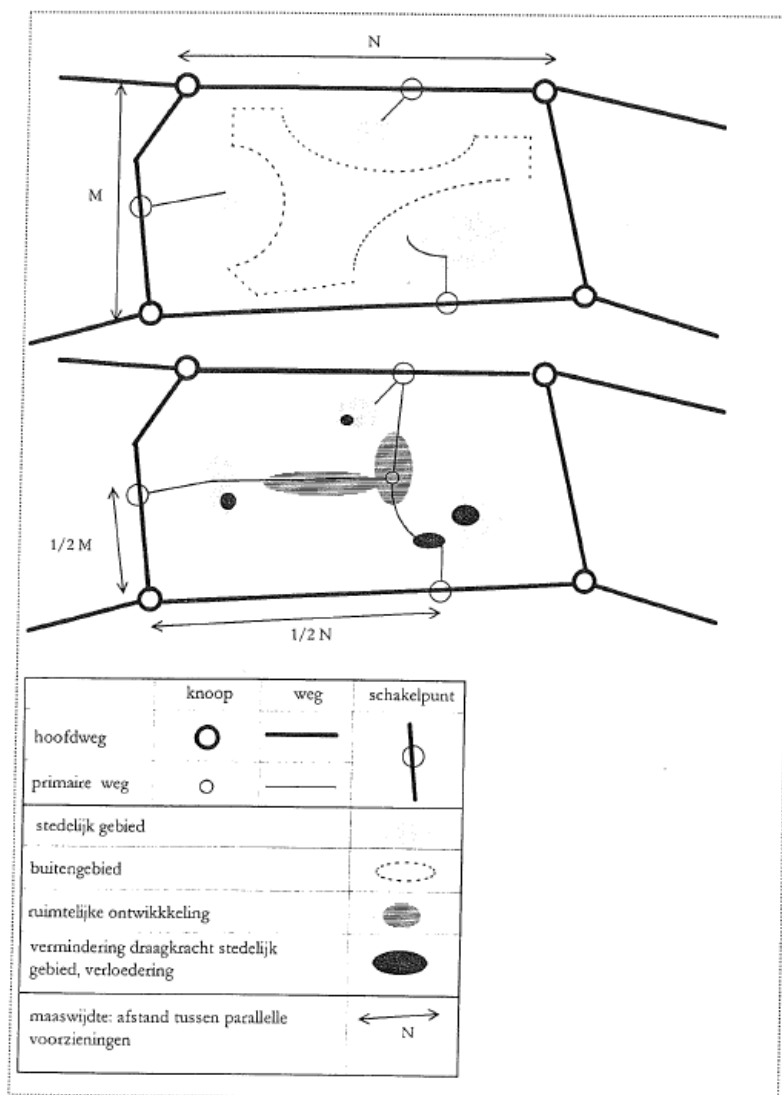 N
M
1/2 M
1/2 N
knoop weg schakelpunt
hoofdweg
primaire weg
stedelijk gebied
buitengebied
ruimtelijke ontwikkkeling
vermindering draagkracht stedelijk
gebied, verloedering
maaswijdte: afstand tussen parallelle
voorzieningen
N